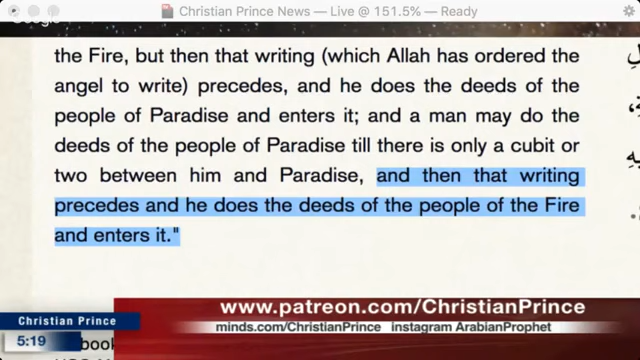 Christian Prince News — Live @ 151.5% — Ready
the Fire, but then that writing (which Allah has ordered the
angel to write) precedes, and he does the deeds of the
people of Paradise and enters it; and a man may do the
deeds of the people of Paradise till there is only a cubit or
two between him and Paradise, and then that writing
precedes and he does the deeds of the people of the Fire
and enters it."
www.patreon.com/ChristianPrince
Christian Prince
minds.com/ChristianPrince instagram ArabianProphet
5:19